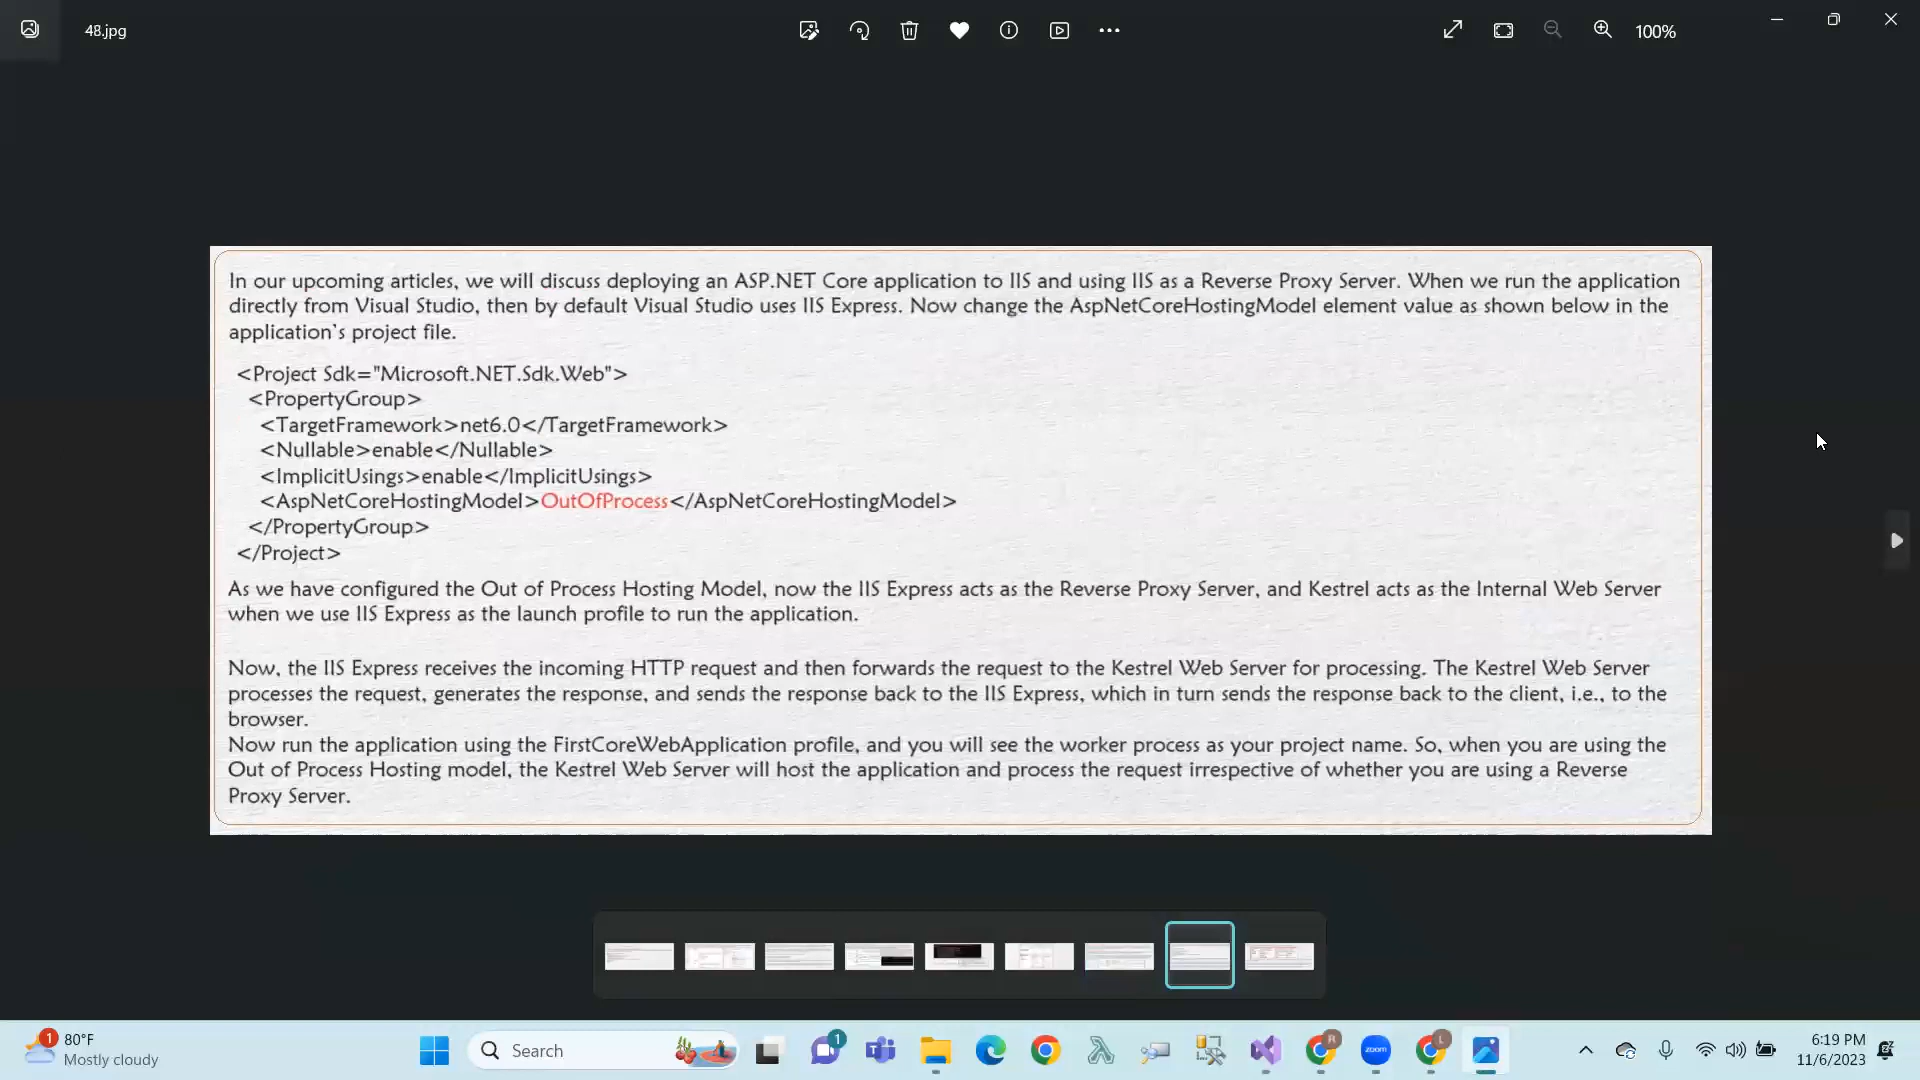 48.jpg
100%
In our upcoming articles, we will discuss deploying an ASP.NET Core application to IIS and using IIS as a Reverse Proxy Server. When we run the application
directly from Visual Studio, then by default Visual Studio uses IIS Express. Now change the AspNetCoreHostingModel element value as shown below in the
application`s project file.
<Project Sdk="Microsoft.NET.Sdk.Web">
<PropertyGroup>
<TargetFramework>net6.0</TargetFramework>
<Nullable>enable</Nullable>
<ImplicitUsings>enable</ImplicitUsings>
<AspNetCoreHostingModel>OutOfProcess</AspNetCoreHostingModel>
</PropertyGroup>
</Project>
As we have configured the Out of Process Hosting Model, now the IIS Express acts as the Reverse Proxy Server, and Kestrel acts as the Internal Web Server
when we use IIS Express as the launch profile to run the application.
Now, the IIS Express receives the incoming HTTP request and then forwards the request to the Kestrel Web Server for processing. The Kestrel Web Server
processes the request, generates the response, and sends the response back to the IIS Express, which in turn sends the response back to the client, i.e., to the
browser.
Now run the application using the FirstCoreWebApplication profile, and you will see the worker process as your project name. So, when you are using the
Out of Process Hosting model, the Kestrel Web Server will host the application and process the request irrespective of whether you are using a Reverse
Proxy Server.
1
80°F
Mostly cloudy
Search
1
R
zoom
L
6:19 PM
11/6/2023